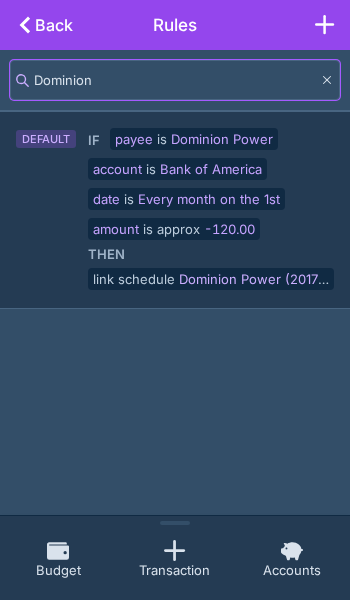 Back
Rules
Dominion
DEFAULT
IF payee is Dominion Power
account is Bank of America
date is Every month on the 1st
amount is approx -120.00
THEN
link schedule Dominion Power (2017...
Budget
Transaction
Accounts